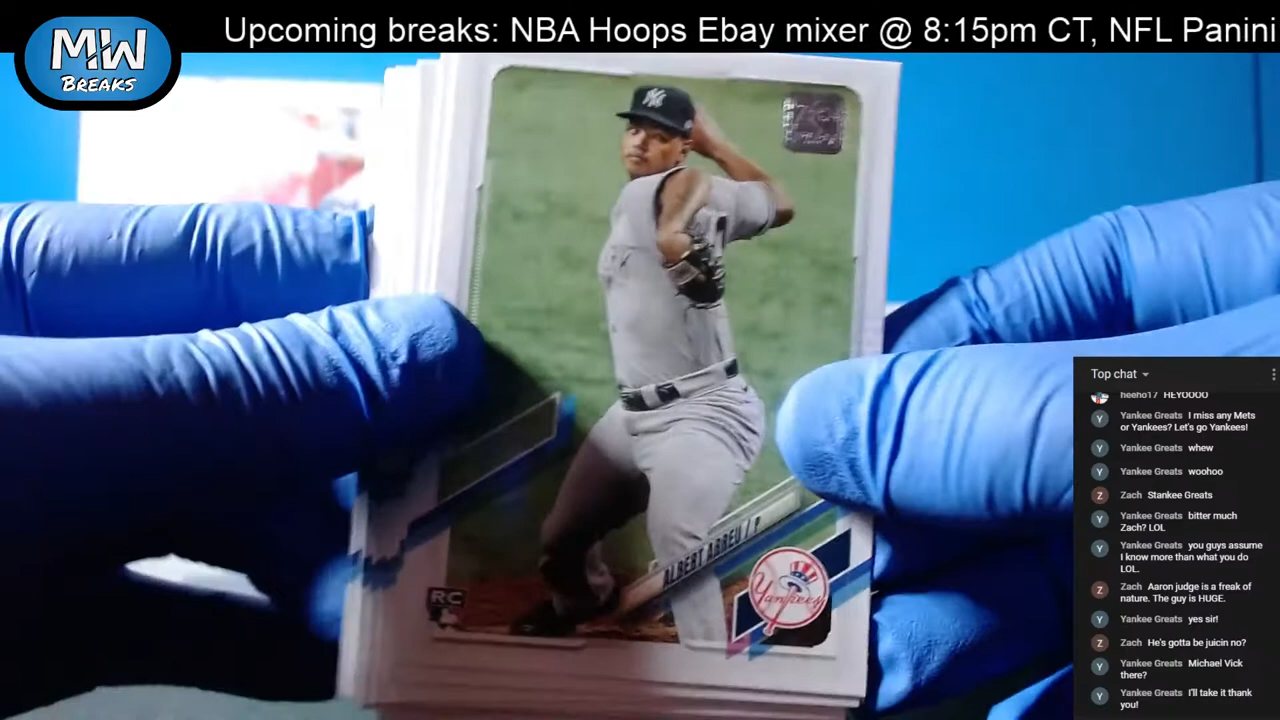 Upcoming breaks: NBA Hoops Ebay mixer @ 8:15pm CT, NFL Panini
MW
BREAKS
NY
ALBERT ABREU / P
Yankees
RC
Top chat
heeho17 HEYOOOO
Yankee Greats I miss any Mets
or Yankees? Let's go Yankees!
Yankee Greats whew
Yankee Greats woohoo
Zach Stankee Greats
Yankee Greats bitter much
Zach? LOL
Yankee Greats you guys assume
I know more than what you do
LOL.
Zach Aaron judge is a freak of
nature. The guy is HUGE.
Yankee Greats yes sir!
Zach He's gotta be juicin no?
Yankee Greats Michael Vick
there?
Yankee Greats I'll take it thank
you!